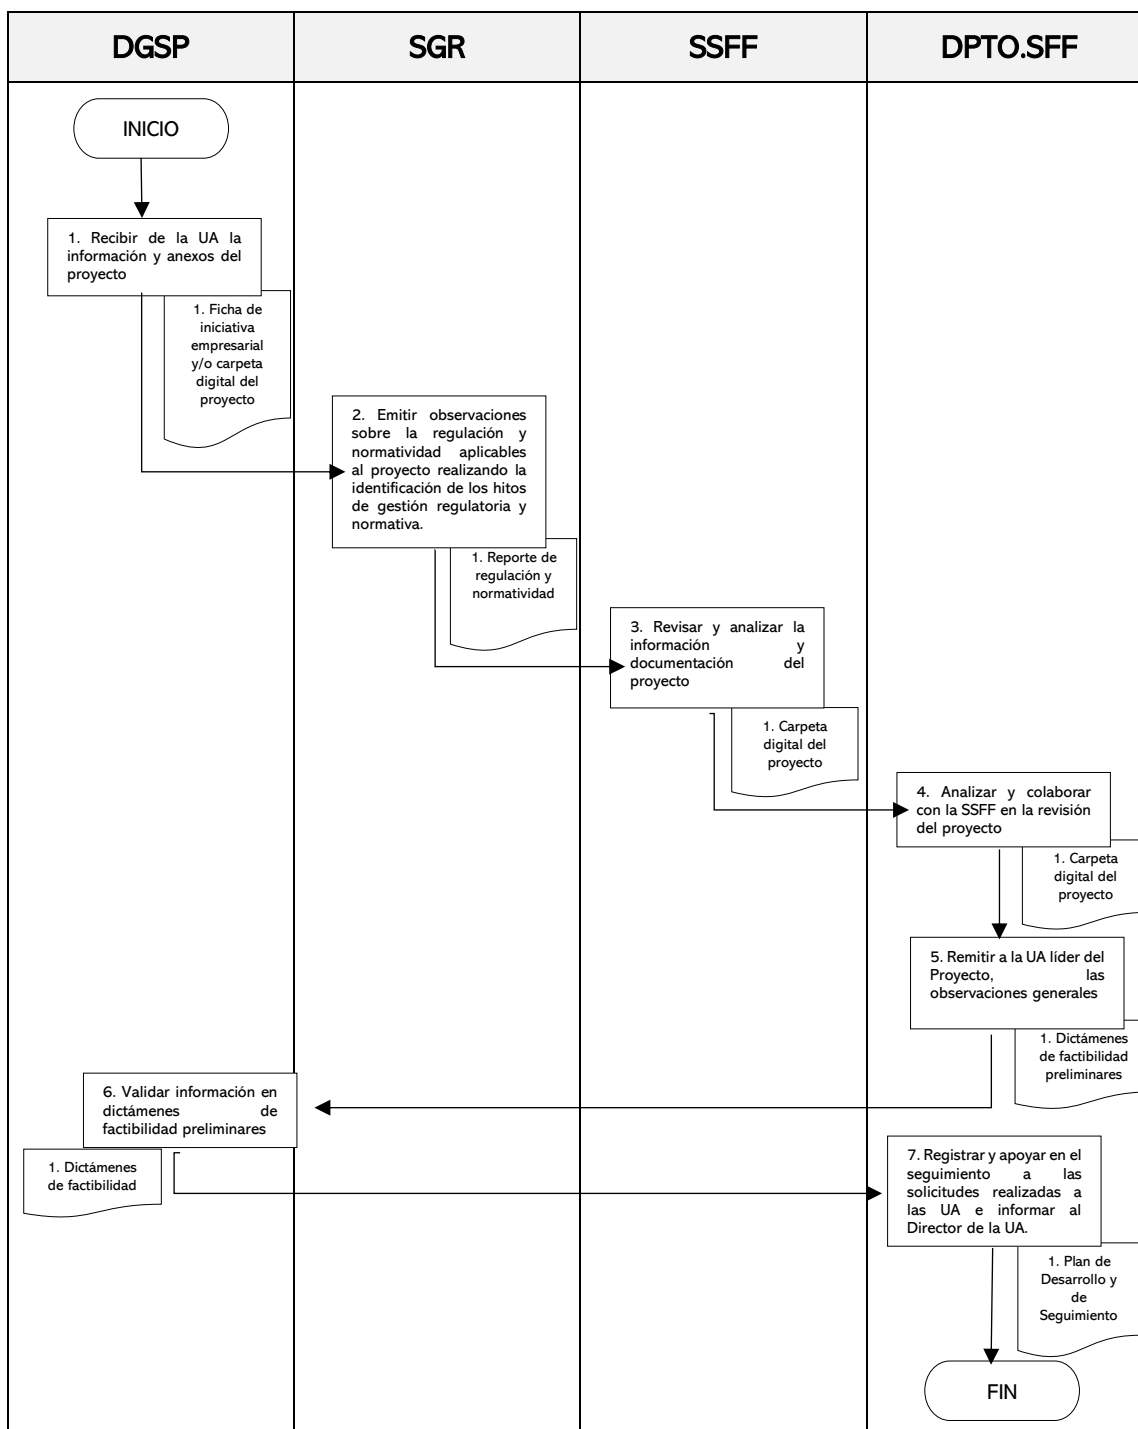 DGSP
SGR
SSFF
DPTO.SFF
INICIO
1. Recibir de la UA la
información y anexos del
proyecto
1. Ficha de
iniciativa
empresarial
y/o carpeta
digital del
proyecto
2. Emitir observaciones
sobre la regulación y
normatividad aplicables
al proyecto realizando la
identificación de los hitos
de gestión regulatoria y
normativa.
1. Reporte de
regulación y
normatividad
3. Revisar y analizar la
información y
documentación del
proyecto
1. Carpeta
digital del
proyecto
4. Analizar y colaborar
con la SSFF en la revisión
del proyecto
1. Carpeta
digital del
proyecto
5. Remitir a la UA líder del
Proyecto, las
observaciones generales
1. Dictámenes
de factibilidad
preliminares
6. Validar información en
dictámenes de
factibilidad preliminares
1. Dictámenes
de factibilidad
7. Registrar y apoyar en el
seguimiento a las
solicitudes realizadas a
las UA e informar al
Director de la UA.
1. Plan de
Desarrollo y
de
Seguimiento
FIN